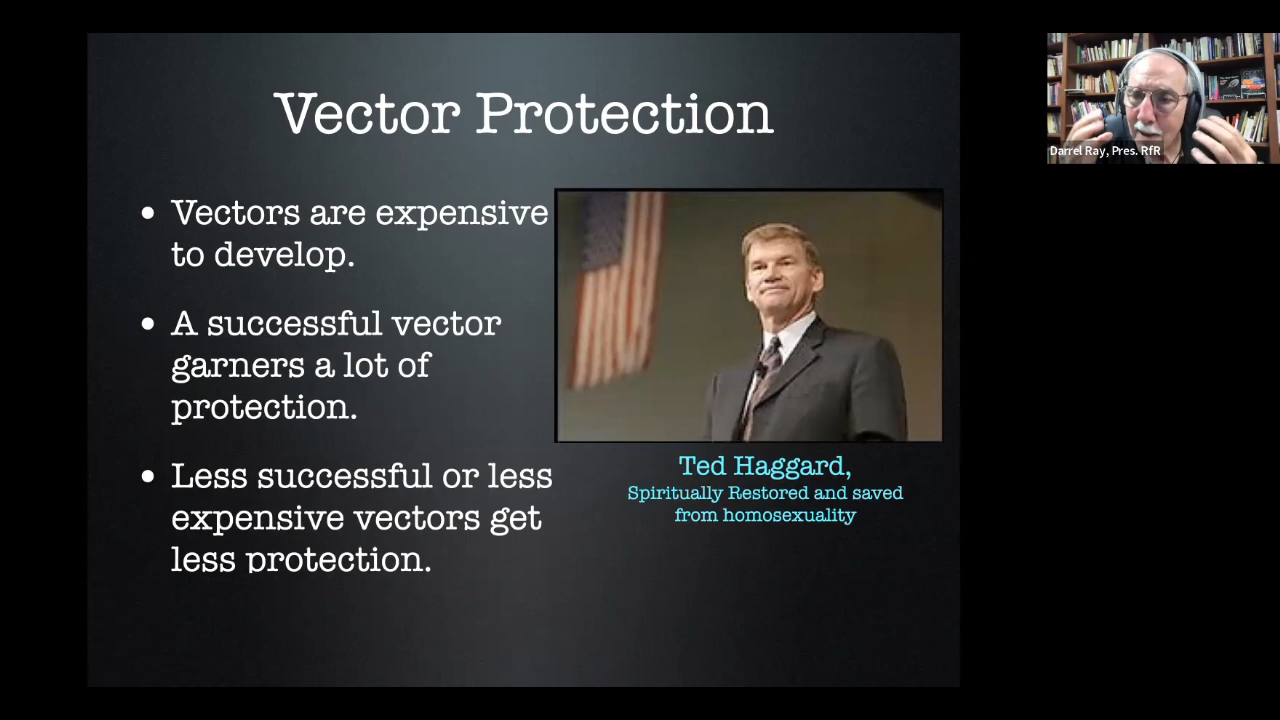 Vector Protection
• Vectors are expensive
to develop.
• A successful vector
garners a lot of
protection.
• Less successful or less
expensive vectors get
less protection.
Ted Haggard,
Spiritually Restored and saved
from homosexuality
Darrel Ray, Pres. RfR